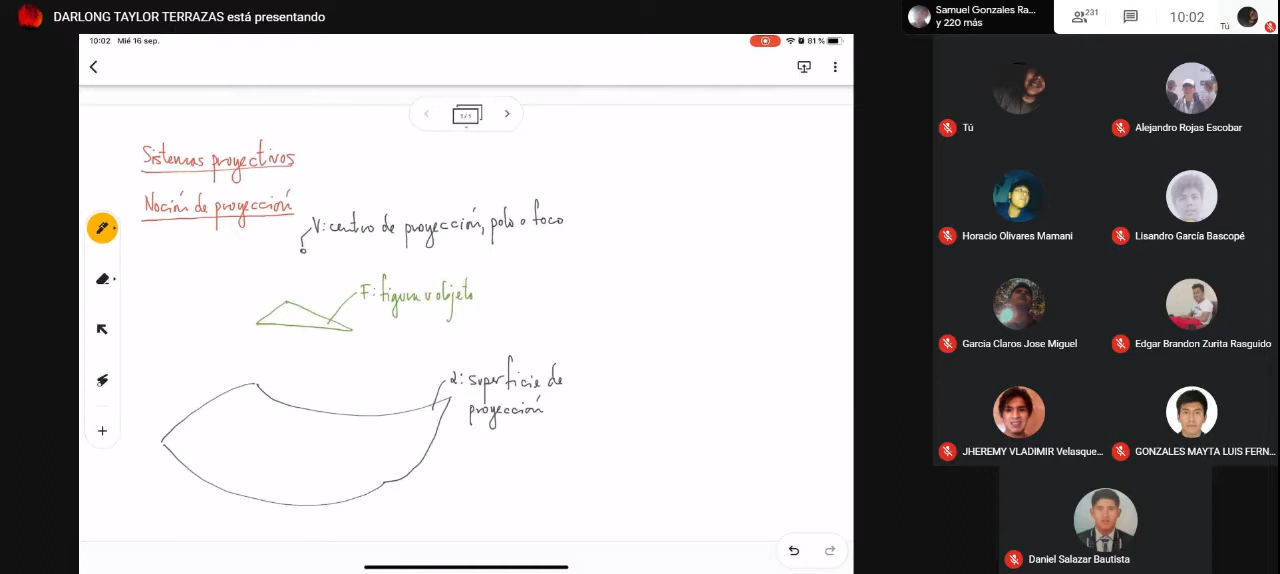 DARLONG TAYLOR TERRAZAS está presentando
Samuel Gonzales Ra...
y 220 más
231
10:02
Tú
10:02 Mié 16 sep.
81 %
1/1
Sistemas proyectivos
Noción de proyección
V: centro de proyección, polo o foco
F: figura u objeto
α: superficie de
proyección
Tú
Alejandro Rojas Escobar
Horacio Olivares Mamani
Lisandro García Bascopé
Garcia Claros Jose Miguel
Edgar Brandon Zurita Rasguido
JHEREMY VLADIMIR Velasque...
GONZALES MAYTA LUIS FERN...
Daniel Salazar Bautista